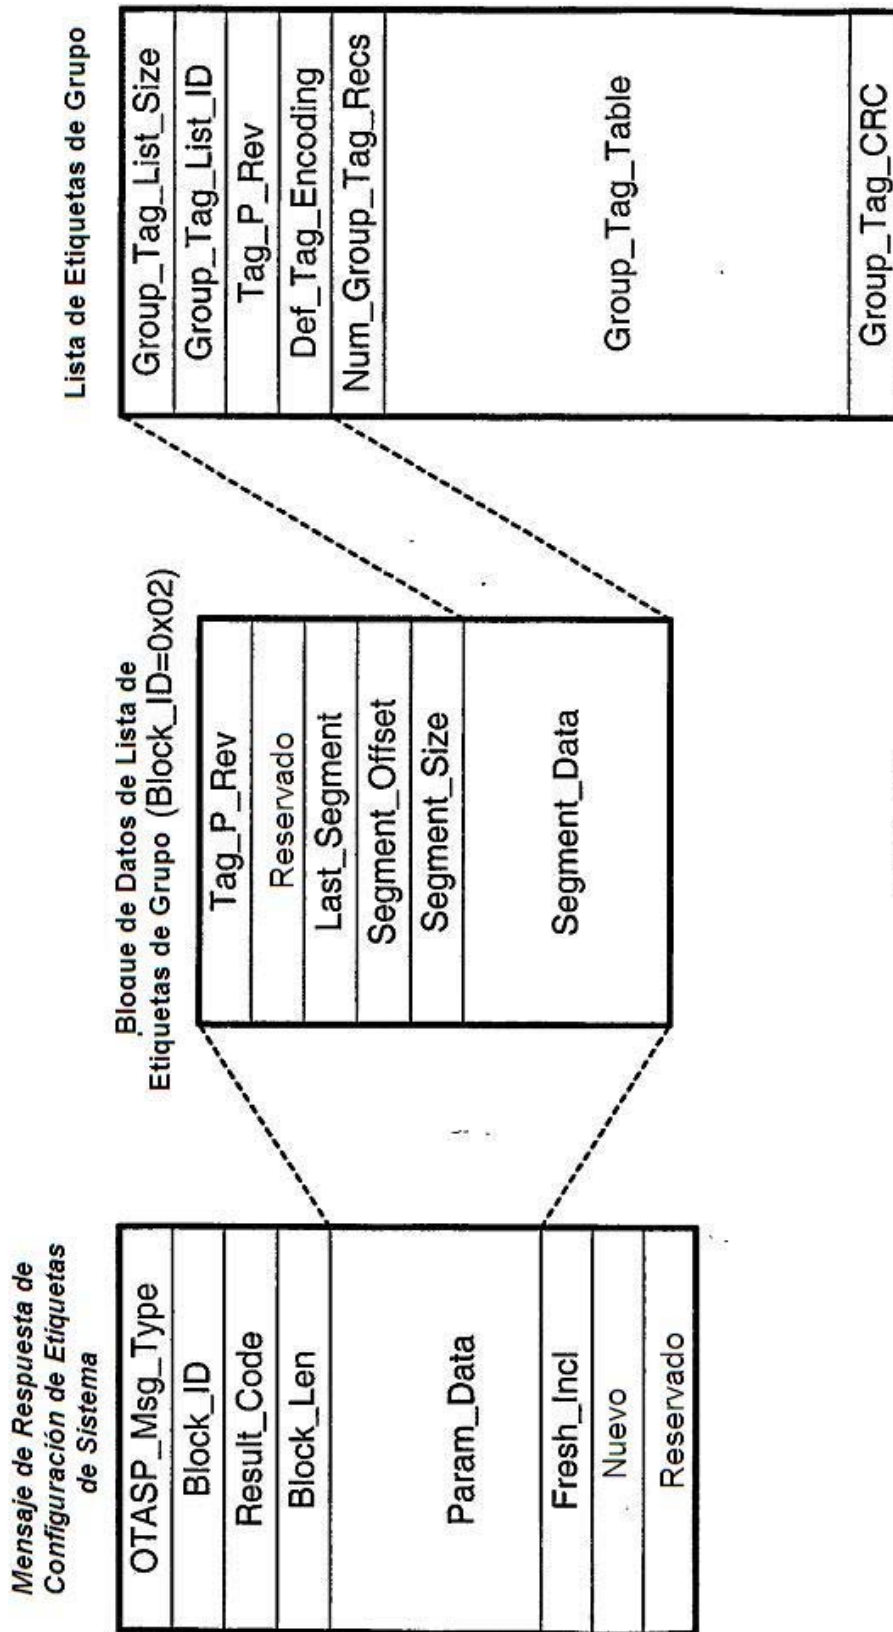 Mensaje de Respuesta de
Configuración de Etiquetas
de Sistema
OTASP_Msg_Type
Block_ID
Result_Code
Block_Len
Param_Data
Fresh_Incl
Nuevo
Reservado
Bloque de Datos de Lista de
Etiquetas de Grupo (Block_ID=0x02)
Tag_P_Rev
Reservado
Last_Segment
Segment_Offset
Segment_Size
Segment_Data
Lista de Etiquetas de Grupo
Group_Tag_List_Size
Group_Tag_List_ID
Tag_P_Rev
Def_Tag_Encoding
Num_Group_Tag_Recs
Group_Tag_Table
Group_Tag_CRC